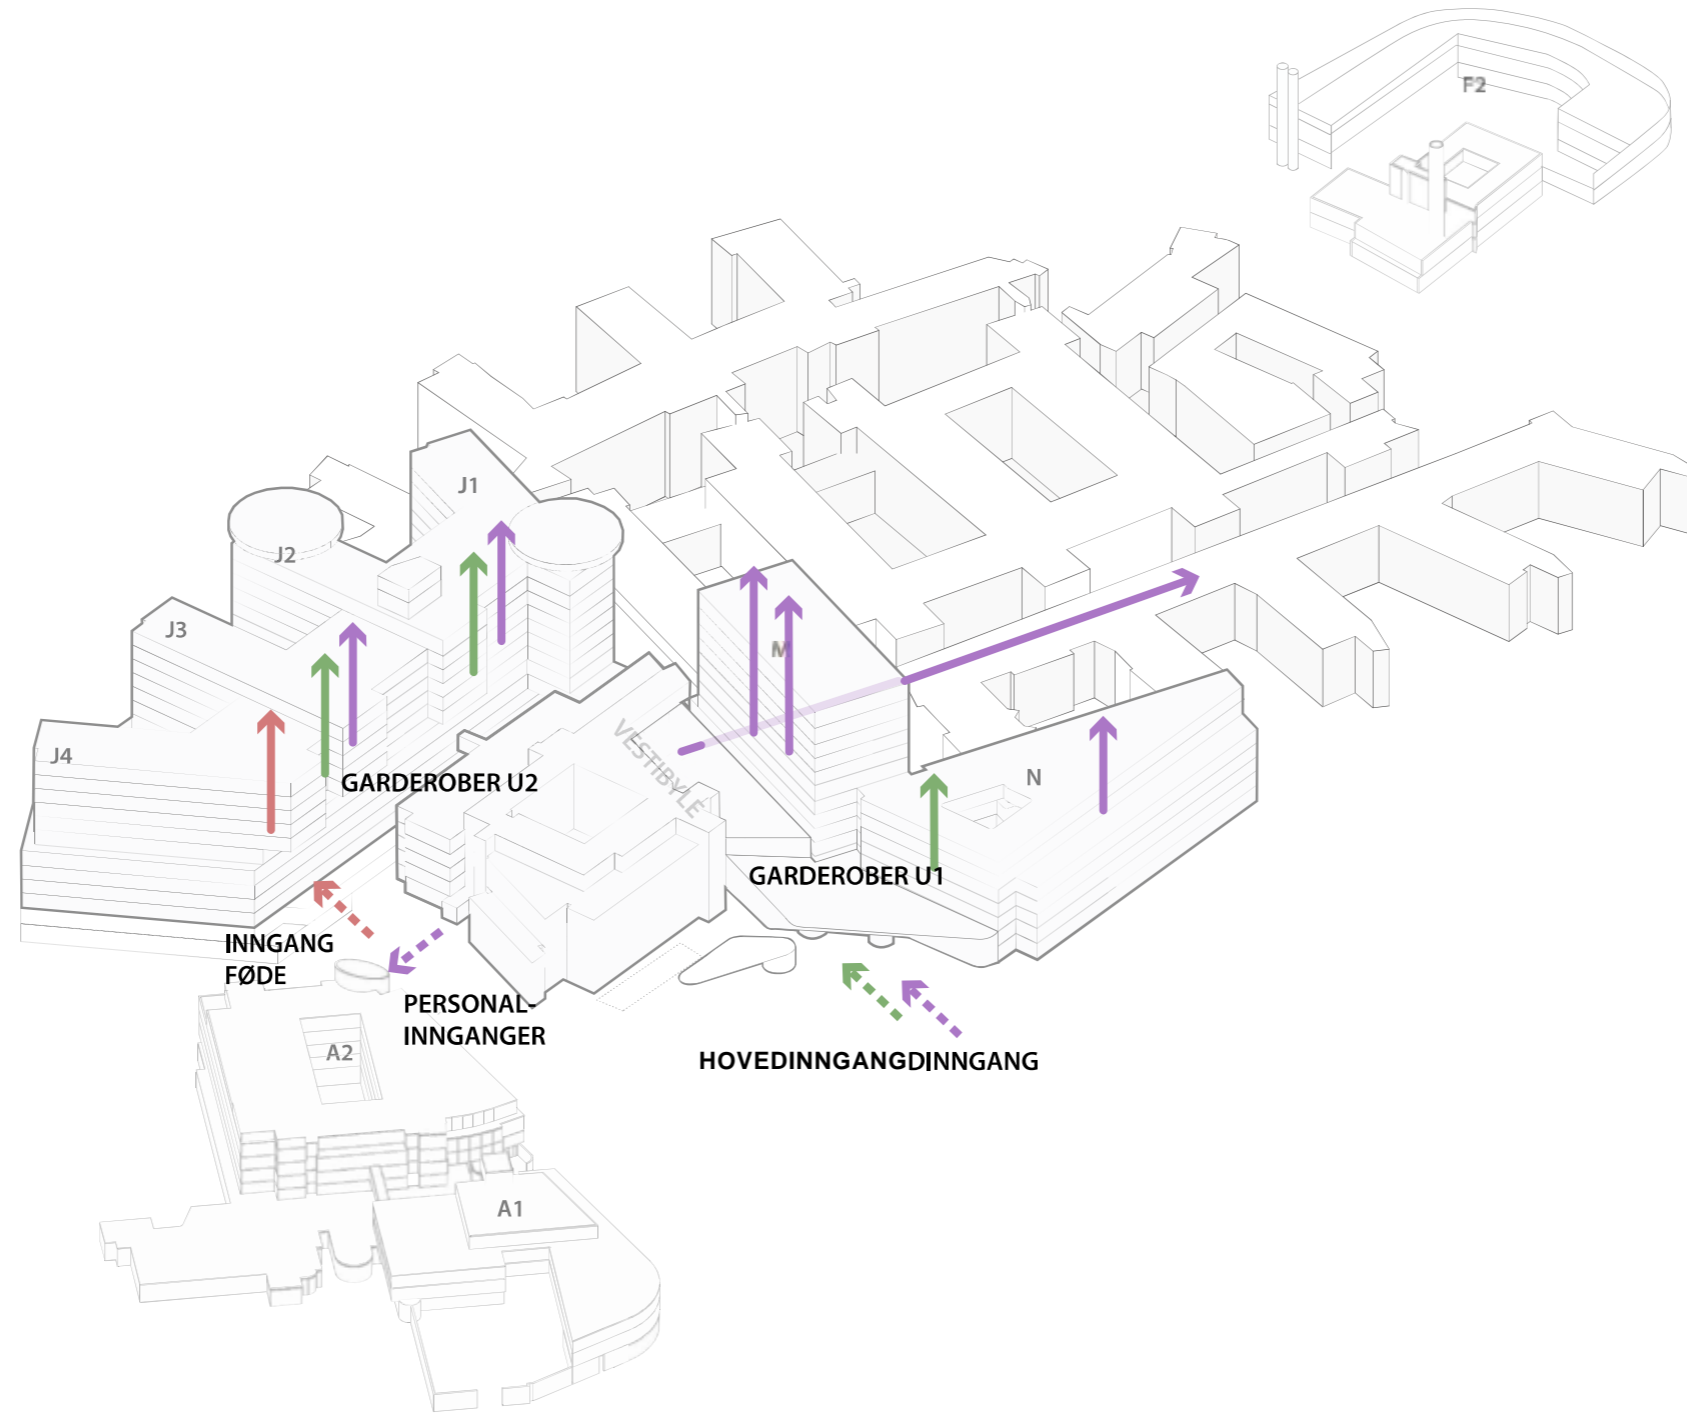 F2
J1
J2
J3
J4
M
VESTIBYLE
N
GARDEROBER U2
GARDEROBER U1
INNGANG
FØDE
PERSONAL-
INNGANGER
HOVEDINNGANGDINNGANG
A2
A1